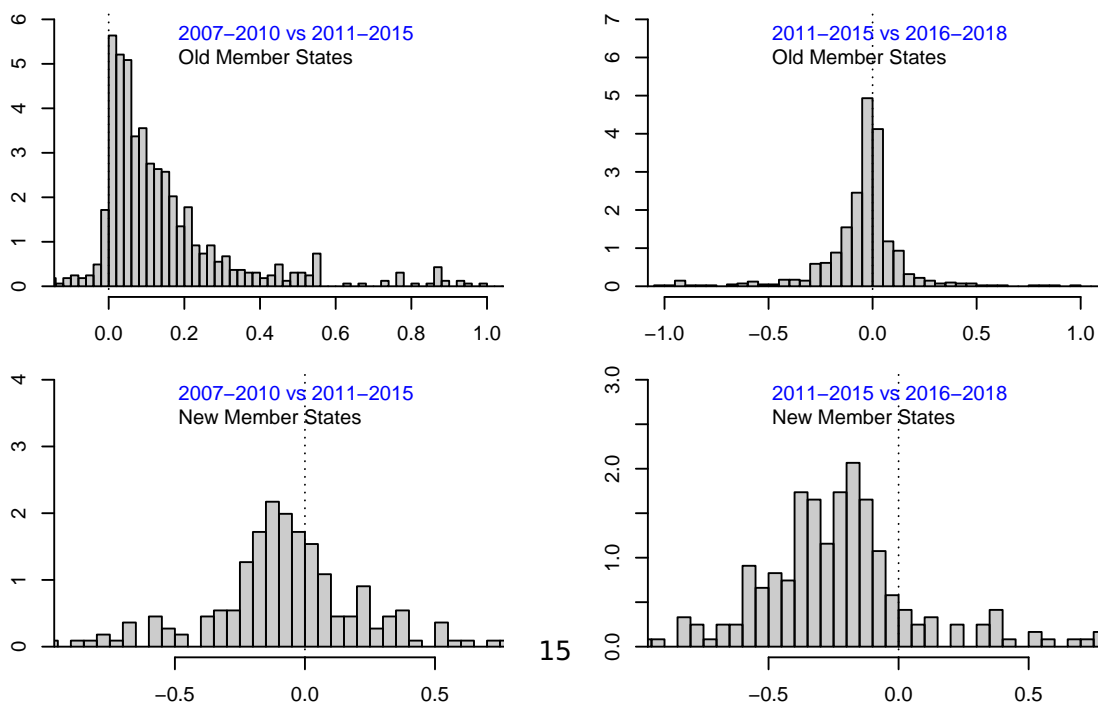 2007–2010 vs 2011–2015
Old Member States
0 1 2 3 4 5 6
0.0 0.2 0.4 0.6 0.8 1.0
2011–2015 vs 2016–2018
Old Member States
0 1 2 3 4 5 6 7
−1.0 −0.5 0.0 0.5 1.0
2007–2010 vs 2011–2015
New Member States
0 1 2 3 4
−0.5 0.0 0.5
2011–2015 vs 2016–2018
New Member States
0.0 1.0 2.0 3.0
−0.5 0.0 0.5
15